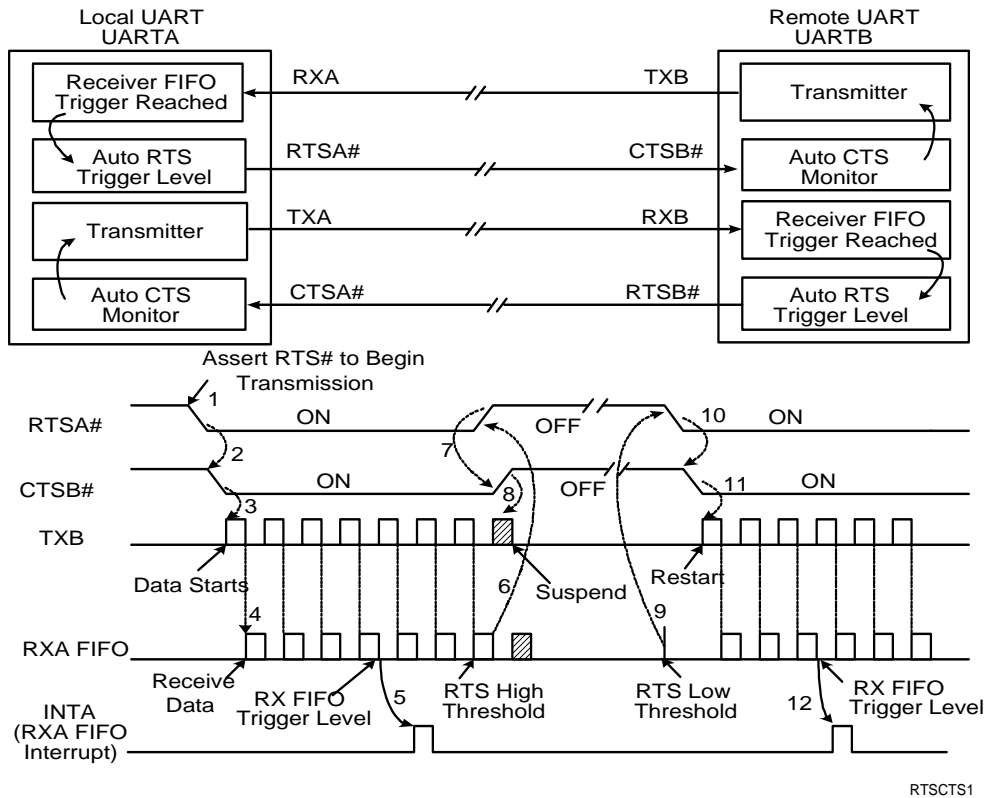 Local UART
UARTA
Remote UART
UARTB
Receiver FIFO
Trigger Reached
RXA
TXB
Transmitter
Auto RTS
Trigger Level
RTSA#
CTSB#
Auto CTS
Monitor
Transmitter
TXA
RXB
Receiver FIFO
Trigger Reached
Auto CTS
Monitor
CTSA#
RTSB#
Auto RTS
Trigger Level
Assert RTS# to Begin
Transmission
RTSA#
1
ON
7
OFF
10
ON
CTSB#
2
ON
8
OFF
11
ON
TXB
3
Data Starts
6
Suspend
Restart
RXA FIFO
4
9
Receive
Data
RX FIFO
Trigger Level
5
RTS High
Threshold
RTS Low
Threshold
12
RX FIFO
Trigger Level
INTA
(RXA FIFO
Interrupt)
RTSCTS1